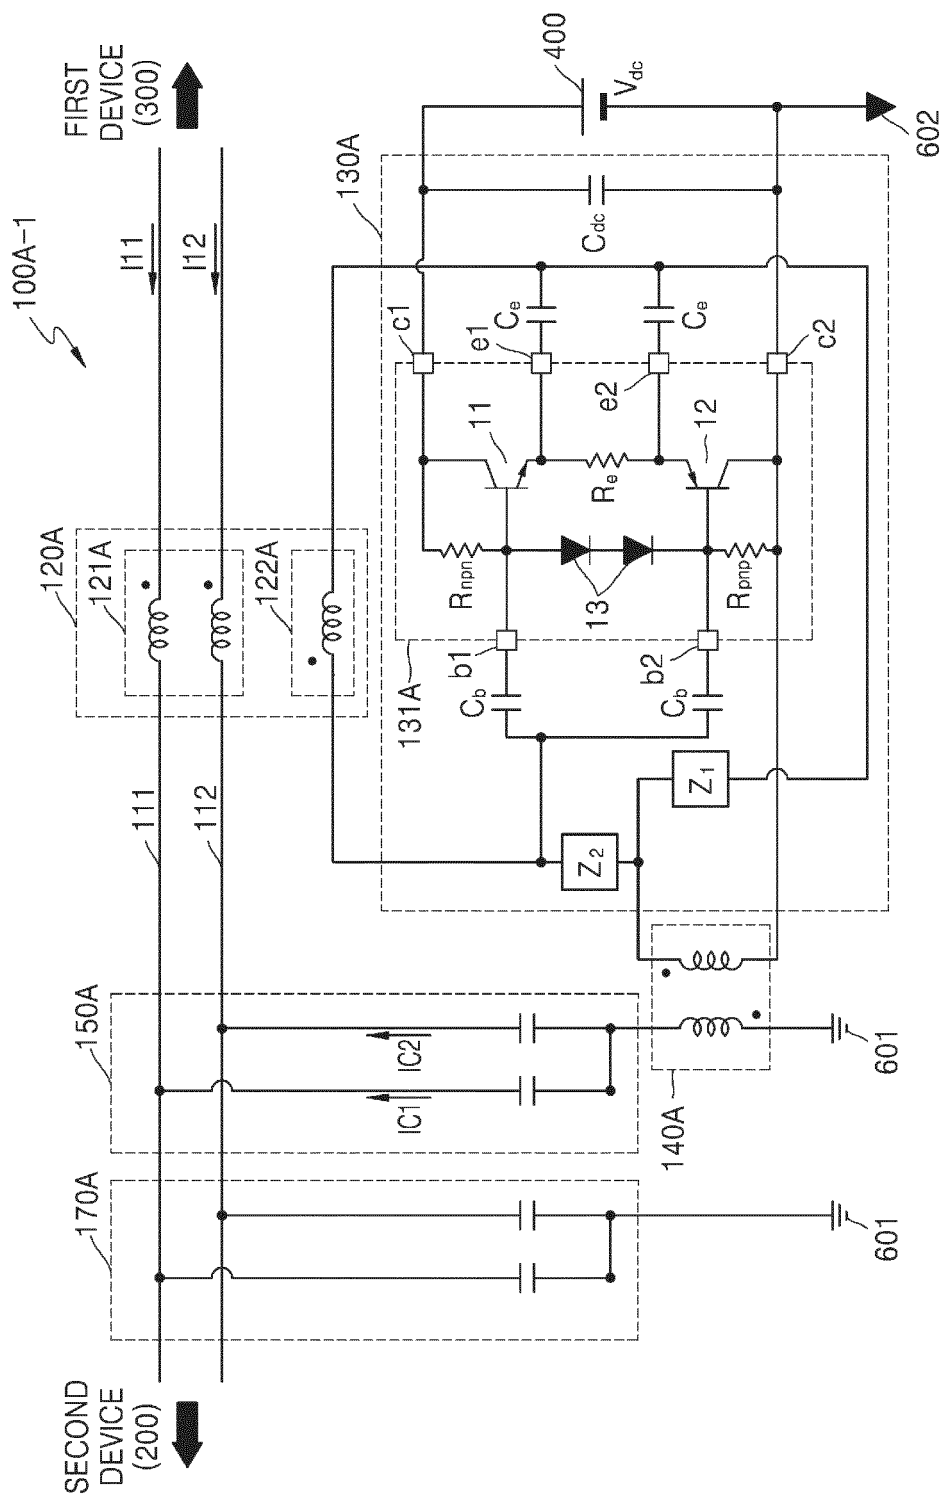 100A-1
FIRST
DEVICE
(300)
SECOND
DEVICE
(200)
I11
I12
120A
121A
122A
111
112
170A
150A
IC2
IC1
601
601
140A
130A
131A
400
Vdc
Cdc
602
c1
e1
e2
c2
Ce
Ce
11
12
Re
Rnpn
13
Rpnp
b1
b2
Cb
Cb
Z2
Z1